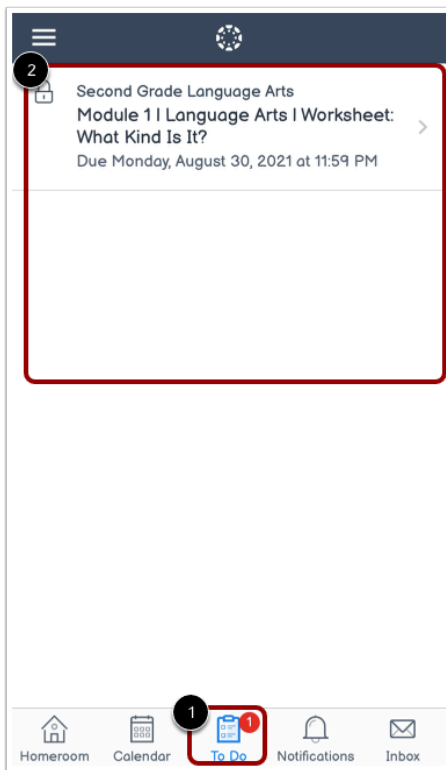 2
Second Grade Language Arts
Module 1 | Language Arts | Worksheet:
What Kind Is It?
Due Monday, August 30, 2021 at 11:59 PM
1
1
Homeroom Calendar To Do Notifications Inbox